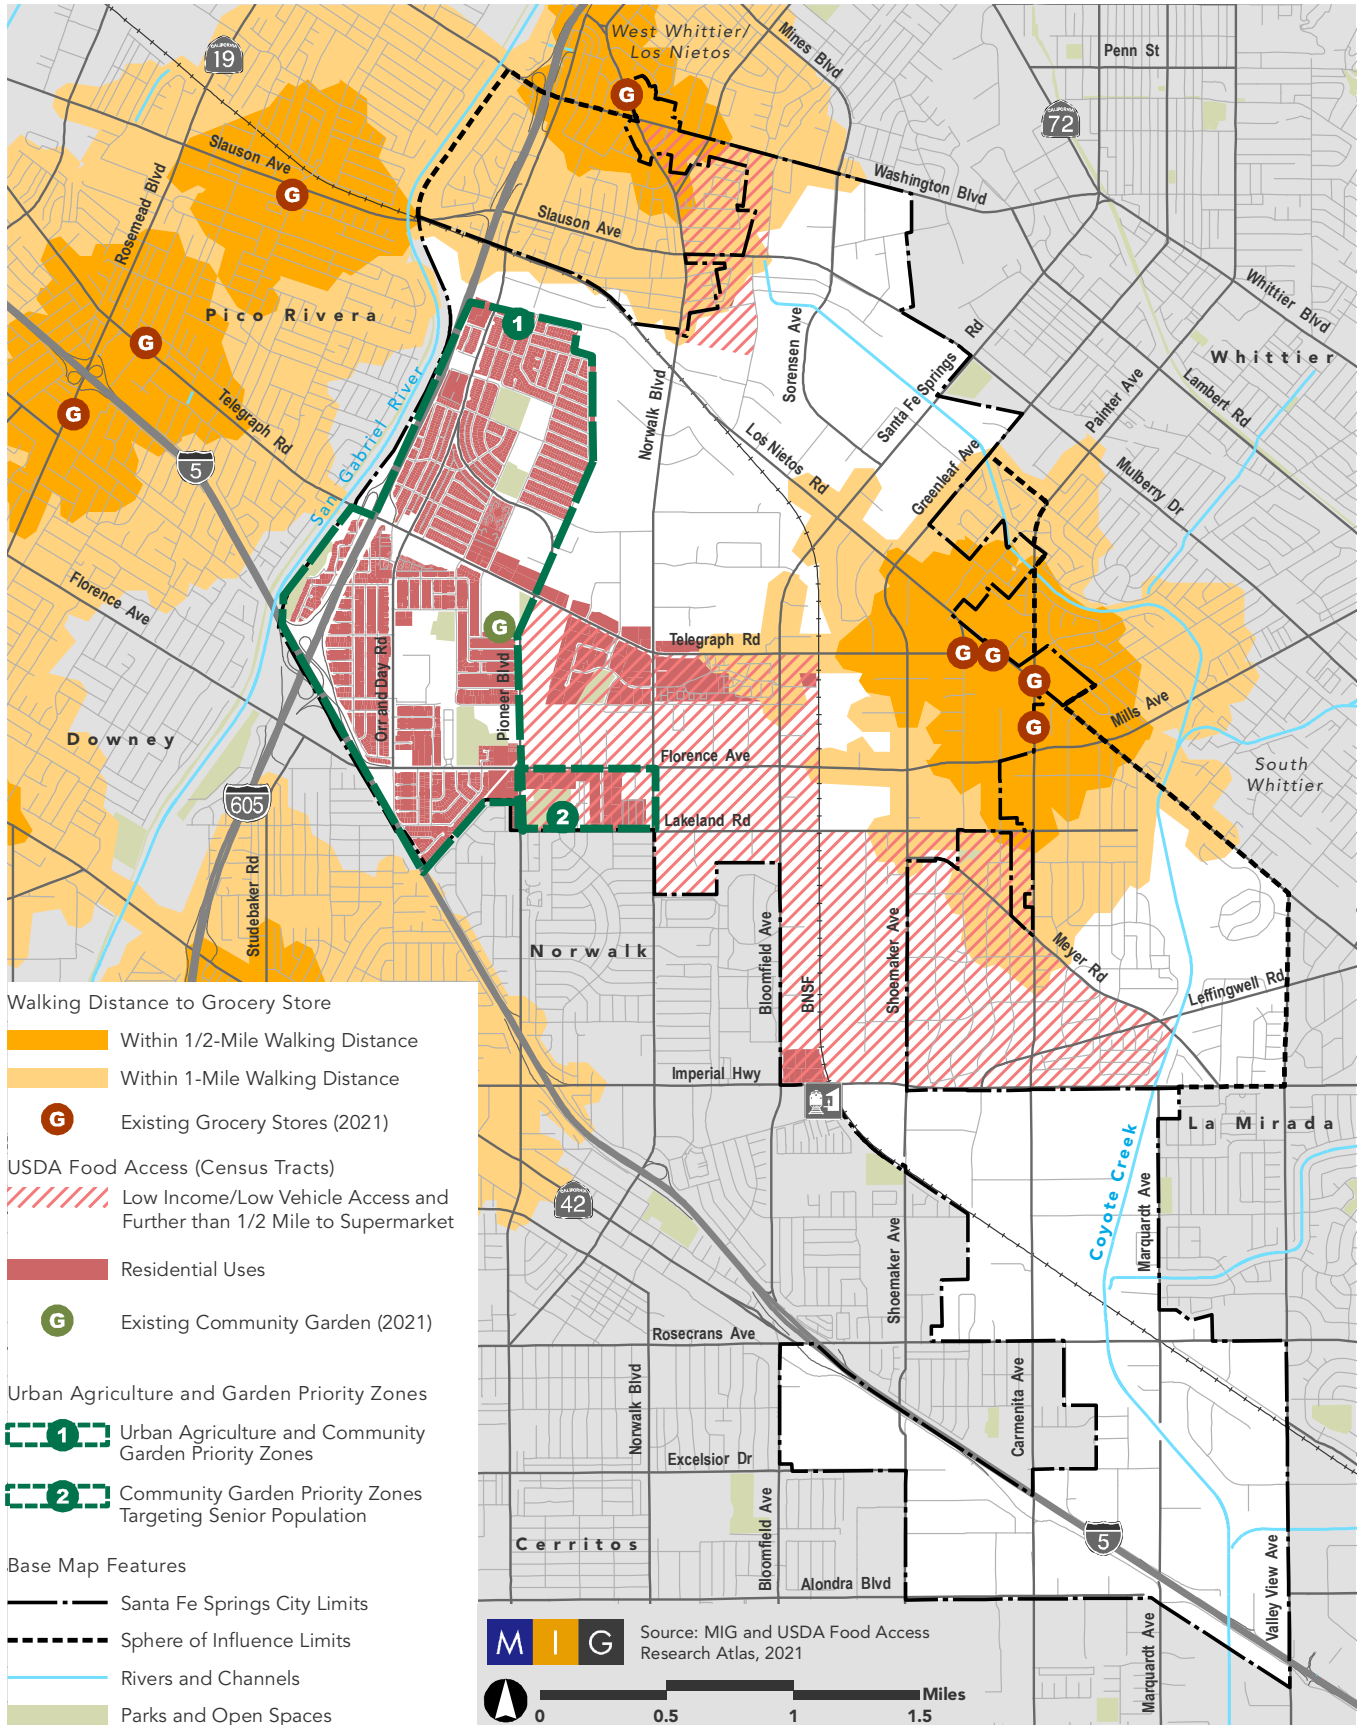 West Whittier/
Los Nietos
Mines Blvd
Penn St
CALIFORNIA
19
G
CALIFORNIA
72
Slauson Ave
G
Rosemead Blvd
Washington Blvd
Slauson Ave
Pico Rivera
G
1
Whittier Blvd
Whittier
Sorensen Ave
Santa Fe Springs Rd
Painter Ave
Lambert Rd
G
Telegraph Rd
San Gabriel River
Norwalk Blvd
Los Nietos Rd
Greenleaf Ave
Mulberry Dr
5
Florence Ave
G
Orr and Day Rd
Pioneer Blvd
Telegraph Rd
G
G
G
G
Mills Ave
Downey
Florence Ave
South
Whittier
605
2
Lakeland Rd
Studebaker Rd
Norwalk
Bloomfield Ave
BNSF
Shoemaker Ave
Meyer Rd
Leffingwell Rd
Imperial Hwy
La Mirada
Coyote Creek
Marquardt Ave
CALIFORNIA
42
Shoemaker Ave
Rosecrans Ave
Norwalk Blvd
Carmenita Ave
Excelsior Dr
Bloomfield Ave
Cerritos
5
Alondra Blvd
Valley View Ave
Marquardt Ave
Walking Distance to Grocery Store
Within 1/2-Mile Walking Distance
Within 1-Mile Walking Distance
G Existing Grocery Stores (2021)
USDA Food Access (Census Tracts)
Low Income/Low Vehicle Access and
Further than 1/2 Mile to Supermarket
Residential Uses
G Existing Community Garden (2021)
Urban Agriculture and Garden Priority Zones
1 Urban Agriculture and Community
Garden Priority Zones
2 Community Garden Priority Zones
Targeting Senior Population
Base Map Features
Santa Fe Springs City Limits
Sphere of Influence Limits
Rivers and Channels
Parks and Open Spaces
M I G
Source: MIG and USDA Food Access
Research Atlas, 2021
Miles
0 0.5 1 1.5